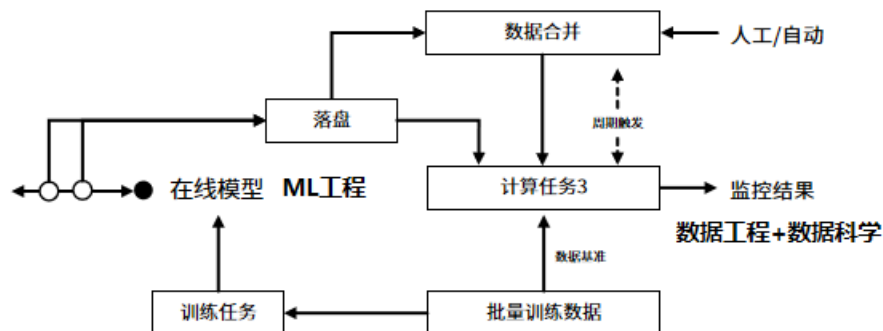 数据合并
人工/自动
落盘
周期触发
在线模型 ML工程
计算任务3
监控结果
数据工程+数据科学
数据基准
训练任务
批量训练数据